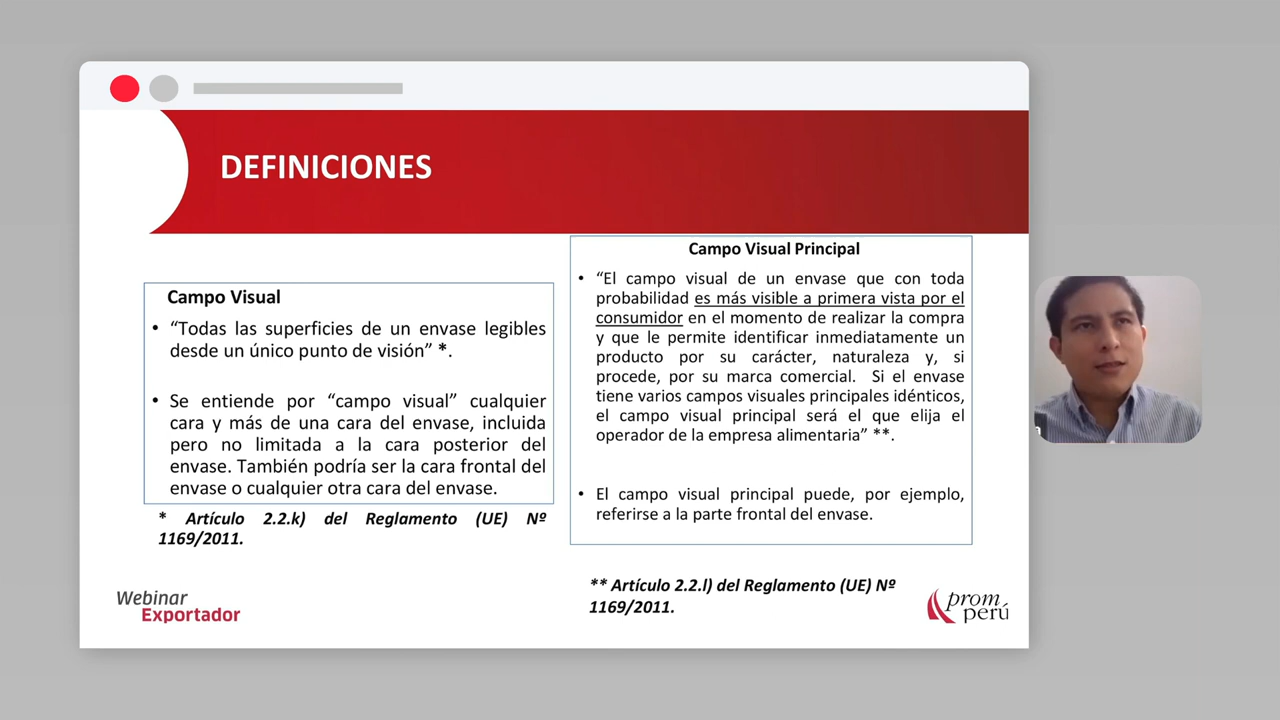 DEFINICIONES
Campo Visual
• “Todas las superficies de un envase legibles
desde un único punto de visión” *.
• Se entiende por “campo visual” cualquier
cara y más de una cara del envase, incluida
pero no limitada a la cara posterior del
envase. También podría ser la cara frontal del
envase o cualquier otra cara del envase.
* Artículo 2.2.k) del Reglamento (UE) Nº
1169/2011.
Campo Visual Principal
• “El campo visual de un envase que con toda
probabilidad es más visible a primera vista por el
consumidor en el momento de realizar la compra
y que le permite identificar inmediatamente un
producto por su carácter, naturaleza y, si
procede, por su marca comercial. Si el envase
tiene varios campos visuales principales idénticos,
el campo visual principal será el que elija el
operador de la empresa alimentaria” **.
• El campo visual principal puede, por ejemplo,
referirse a la parte frontal del envase.
** Artículo 2.2.l) del Reglamento (UE) Nº
1169/2011.
Webinar
Exportador
prom
perú